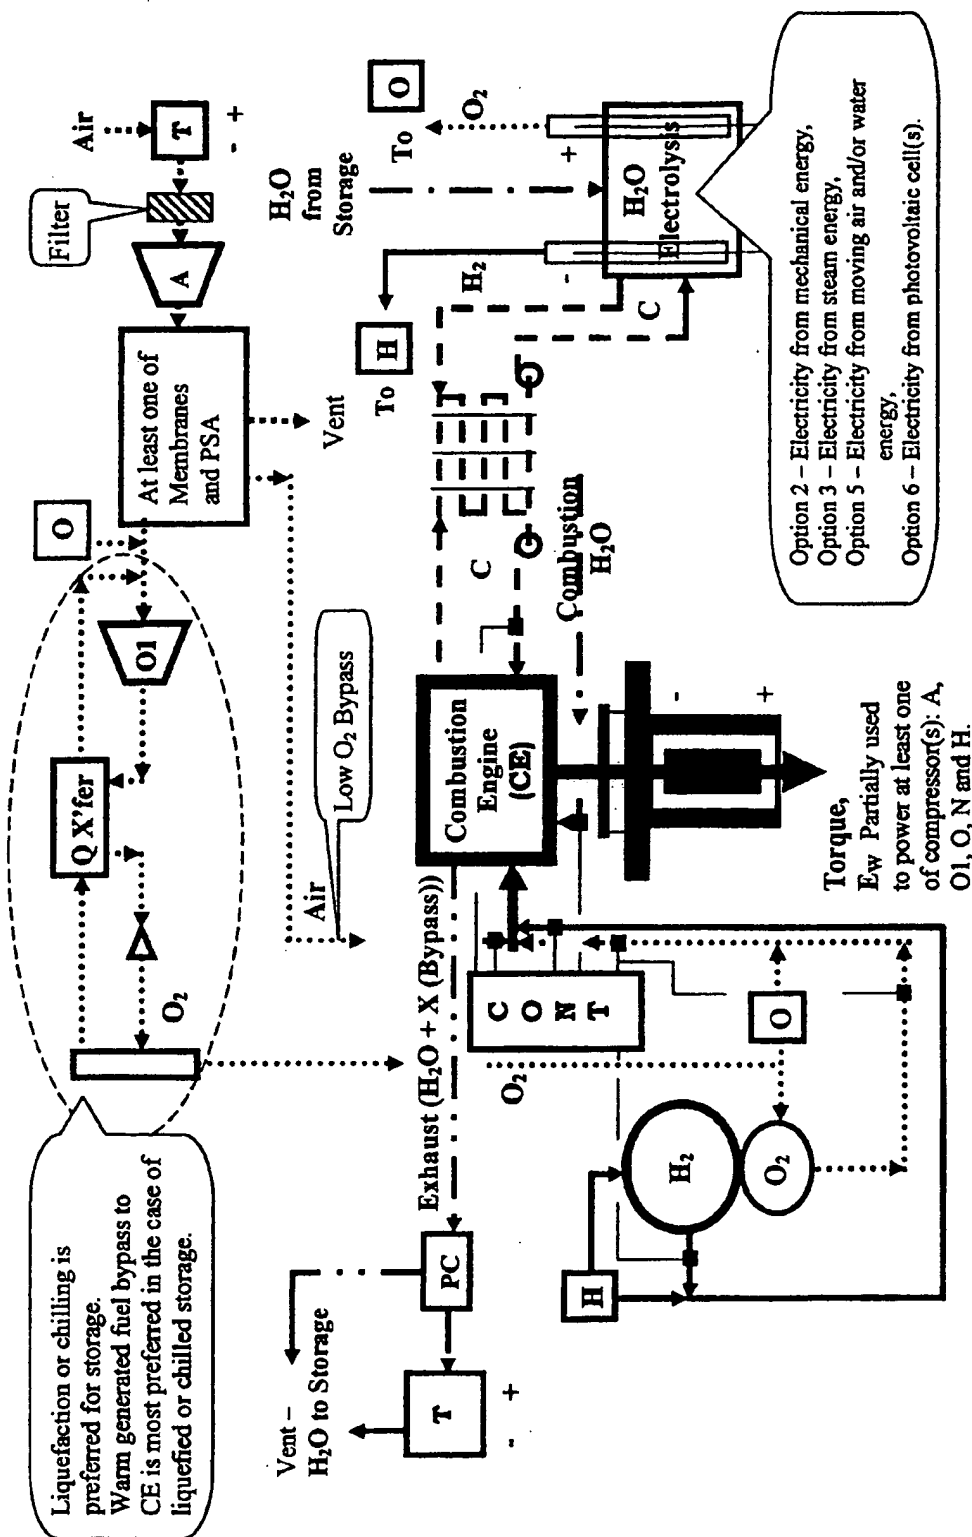 Liquefaction or chilling is
preferred for storage.
Warm generated fuel bypass to
CE is most preferred in the case of
liquefied or chilled storage.
O₂
Q X'fer
O1
O
At least one of
Membranes
and PSA
A
Filter
T
Air
- +
Vent
Air
Low O₂ Bypass
Vent –
H₂O to Storage
T
- +
PC
Exhaust (H₂O + X (Bypass))
Combustion
Engine
(CE)
C
C
To
H
H₂
H₂O
from
Storage
To
O
O₂
- +
H₂O
Electrolysis
Combustion
H₂O
C
O
N
T
O₂
H
H₂
O₂
O
- +
Torque,
Ew Partially used
to power at least one
of compressor(s): A,
O1, O, N and H.
Option 2 – Electricity from mechanical energy,
Option 3 – Electricity from steam energy,
Option 5 – Electricity from moving air and/or water
energy,
Option 6 – Electricity from photovoltaic cell(s).